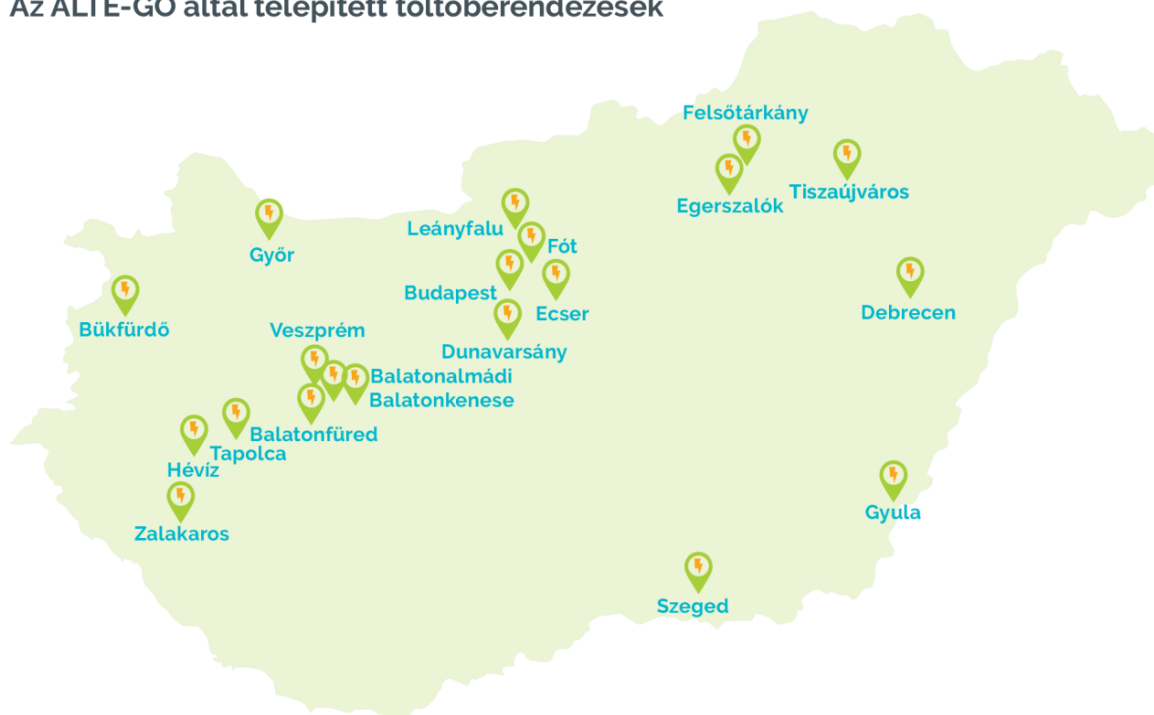 Az ALTE-GO által telepített töltőberendezések
Felsőtárkány
Tiszaújváros
Egerszalók
Leányfalu
Fót
Győr
Budapest
Ecser
Debrecen
Bükfürdő
Veszprém
Dunavarsány
Balatonalmádi
Balatonkenese
Balatonfüred
Tapolca
Hévíz
Gyula
Zalakaros
Szeged